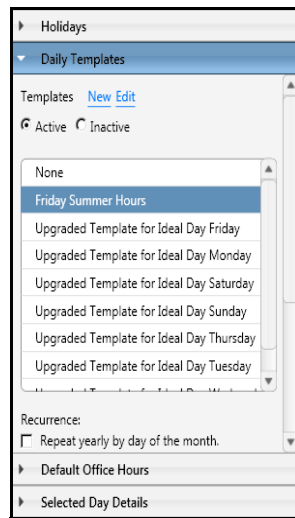 Holidays
Daily Templates
Templates New Edit
Active Inactive
None
Friday Summer Hours
Upgraded Template for Ideal Day Friday
Upgraded Template for Ideal Day Monday
Upgraded Template for Ideal Day Saturday
Upgraded Template for Ideal Day Sunday
Upgraded Template for Ideal Day Thursday
Upgraded Template for Ideal Day Tuesday
Recurrence:
Repeat yearly by day of the month.
Default Office Hours
Selected Day Details